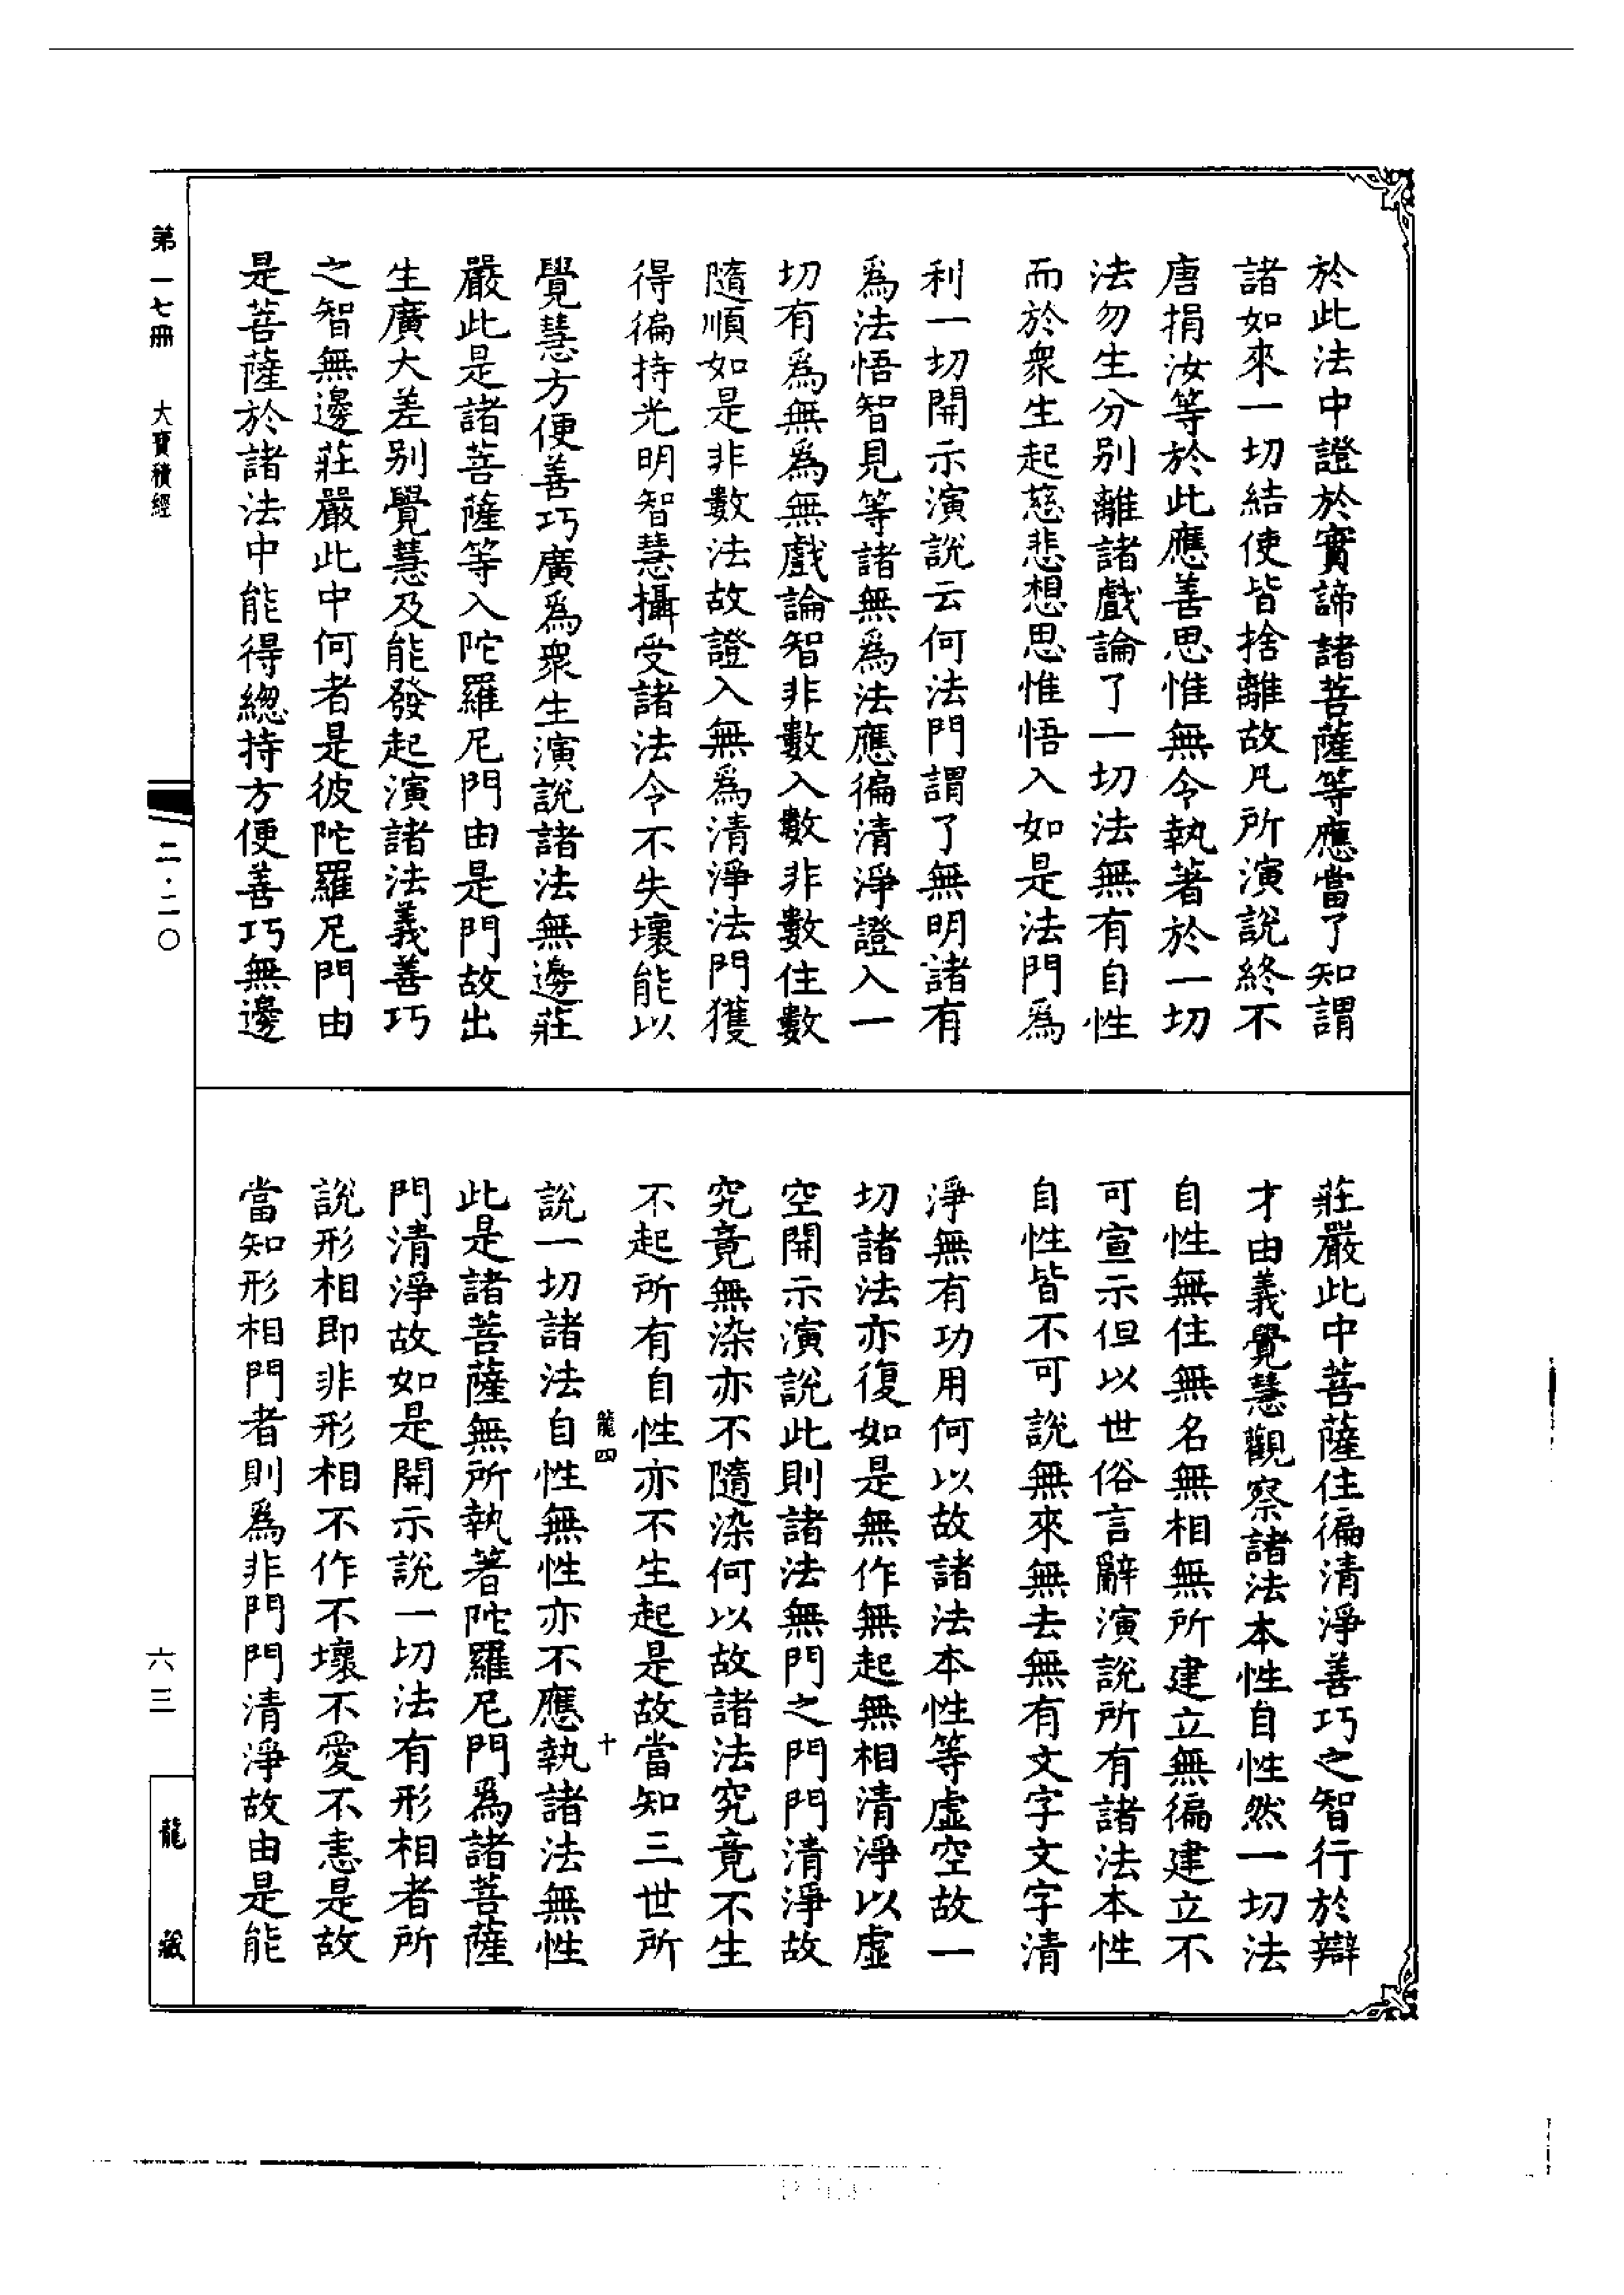 於此法中證於實諦諸菩薩等應當了知謂
諸如來一切結使皆捨離故凡所演說終不
唐捐汝等於此應善思惟無令執著於一切
法勿生分別離諸戲論了一切法無有自性
而於衆生起慈悲想思惟悟入如是法門爲
利一切開示演說云何法門謂了無明諸有
爲法悟智見等諸無爲法應徧清淨證入一
切有爲無爲無戲論智非數入數非數住數
隨順如是非數法故證入無爲清淨法門獲
得徧持光明智慧攝受諸法令不失壞能以
覺慧方便善巧廣爲衆生演說諸法無邊莊
嚴此是諸菩薩等入陀羅尼門由是門故出
生廣大差别覺慧及能發起演諸法義善巧
之智無邊莊嚴此中何者是彼陀羅尼門由
是菩薩於諸法中能得緫持方便善巧無邊
莊嚴此中菩薩住徧清淨善巧之智行於辯
才由義覺慧觀察諸法本性自性然一切法
自性無住無名無相無所建立無徧建立不
可宣示但以世俗言辭演說所有諸法本性
自性皆不可說無來無去無有文字文字清
淨無有功用何以故諸法本性等虛空故一
切諸法亦復如是無作無起無相清淨以虛
空開示演說此則諸法無門之門門清淨故
究竟無染亦不隨染何以故諸法究竟不生
不起所有自性亦不生起是故當知三世所
說一切諸法自性無性亦不應執諸法無性
此是諸菩薩無所執著陀羅尼門爲諸菩薩
門清淨故如是開示說一切法有形相者所
說形相即非形相不作不壞不愛不恚是故
當知形相門者則爲非門門清淨故由是能
龍四
十
第一七冊
大寶積經
二·二〇
六三
龍藏